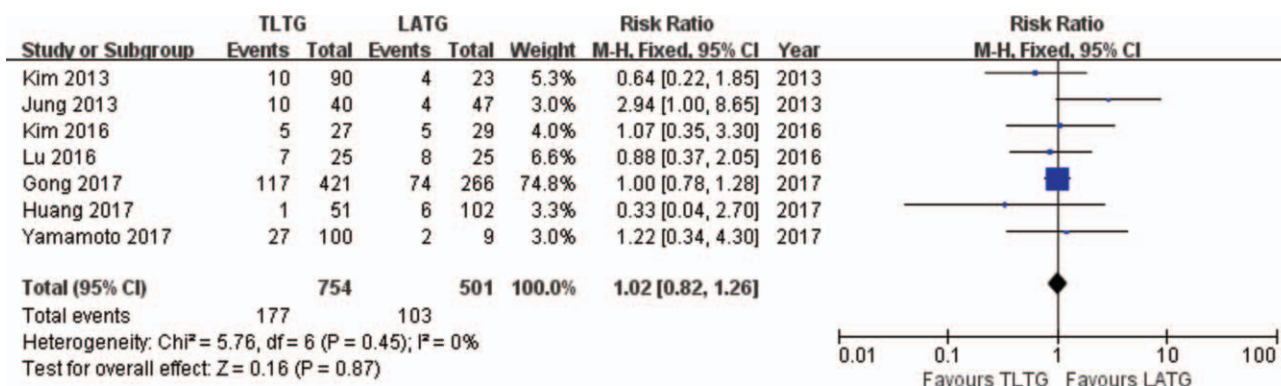 TLTG LATG Risk Ratio Risk Ratio
Study or Subgroup Events Total Events Total Weight M-H, Fixed, 95% CI Year M-H, Fixed, 95% CI
Kim 2013 10 90 4 23 5.3% 0.64 [0.22, 1.85] 2013
Jung 2013 10 40 4 47 3.0% 2.94 [1.00, 8.65] 2013
Kim 2016 5 27 5 29 4.0% 1.07 [0.35, 3.30] 2016
Lu 2016 7 25 8 25 6.6% 0.88 [0.37, 2.05] 2016
Gong 2017 117 421 74 266 74.8% 1.00 [0.78, 1.28] 2017
Huang 2017 1 51 6 102 3.3% 0.33 [0.04, 2.70] 2017
Yamamoto 2017 27 100 2 9 3.0% 1.22 [0.34, 4.30] 2017
Total (95% CI) 754 501 100.0% 1.02 [0.82, 1.26]
Total events 177 103
Heterogeneity: Chi² = 5.76, df = 6 (P = 0.45); I² = 0%
Test for overall effect: Z = 0.16 (P = 0.87)
0.01 0.1 1 10 100
Favours TLTG Favours LATG